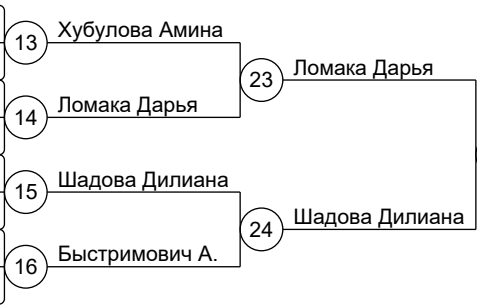 13 Хубулова Амина
23 Ломака Дарья
14 Ломака Дарья
15 Шадова Дилиана
24 Шадова Дилиана
16 Быстримович А.